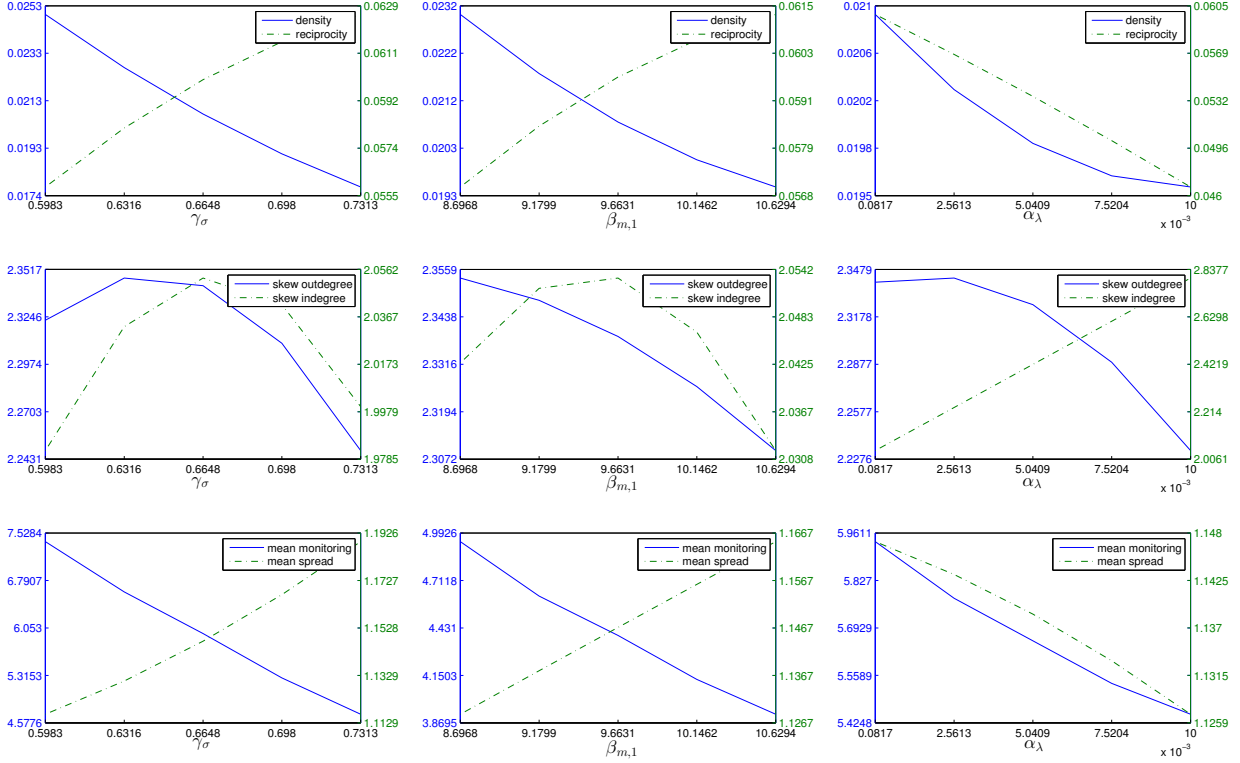 0.0253 0.0629 0.0232 0.0615 0.021 0.0605
density density density
reciprocity reciprocity reciprocity
0.0233 0.0611 0.0222 0.0603 0.0206 0.0569
0.0213 0.0592 0.0212 0.0591 0.0202 0.0532
0.0193 0.0574 0.0203 0.0579 0.0198 0.0496
0.0174 0.0555 0.0193 0.0568 0.0195 0.046
0.5983 0.6316 0.6648 0.698 0.7313 8.6968 9.1799 9.6631 10.1462 10.6294 0.0817 2.5613 5.0409 7.5204 10
γσ βm,1 αλ x 10⁻³
2.3517 2.0562 2.3559 2.0542 2.3479 2.8377
skew outdegree skew outdegree skew outdegree
skew indegree skew indegree skew indegree
2.3246 2.0367 2.3438 2.0483 2.3178 2.6298
2.2974 2.0173 2.3316 2.0425 2.2877 2.4219
2.2703 1.9979 2.3194 2.0367 2.2577 2.214
2.2431 1.9785 2.3072 2.0308 2.2276 2.0061
0.5983 0.6316 0.6648 0.698 0.7313 8.6968 9.1799 9.6631 10.1462 10.6294 0.0817 2.5613 5.0409 7.5204 10
γσ βm,1 αλ x 10⁻³
7.5284 1.1926 4.9926 1.1667 5.9611 1.148
mean monitoring mean monitoring mean monitoring
mean spread mean spread mean spread
6.7907 1.1727 4.7118 1.1567 5.827 1.1425
6.053 1.1528 4.431 1.1467 5.6929 1.137
5.3153 1.1329 4.1503 1.1367 5.5589 1.1315
4.5776 1.1129 3.8695 1.1267 5.4248 1.1259
0.5983 0.6316 0.6648 0.698 0.7313 8.6968 9.1799 9.6631 10.1462 10.6294 0.0817 2.5613 5.0409 7.5204 10
γσ βm,1 αλ x 10⁻³